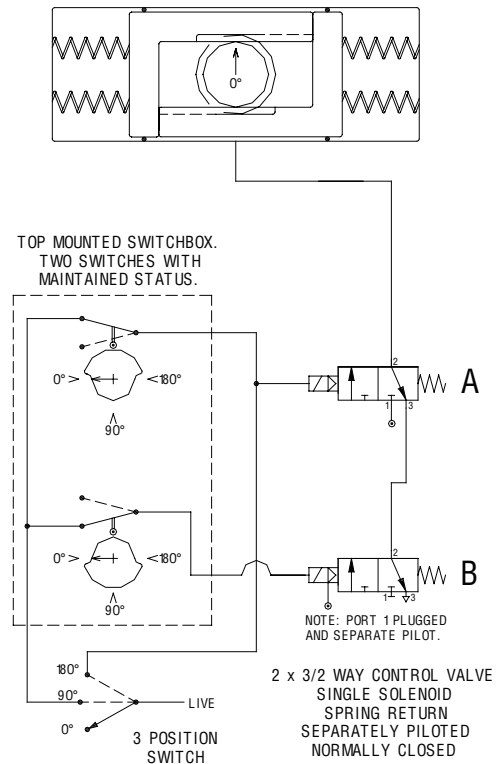 0°
TOP MOUNTED SWITCHBOX.
TWO SWITCHES WITH
MAINTAINED STATUS.
0° > < 180°
^
90°
2
1 3
A
0° > < 180°
^
90°
2
1 3
B
NOTE: PORT 1 PLUGGED
AND SEPARATE PILOT.
180°
90°
0°
LIVE
3 POSITION
SWITCH
2 x 3/2 WAY CONTROL VALVE
SINGLE SOLENOID
SPRING RETURN
SEPARATELY PILOTED
NORMALLY CLOSED